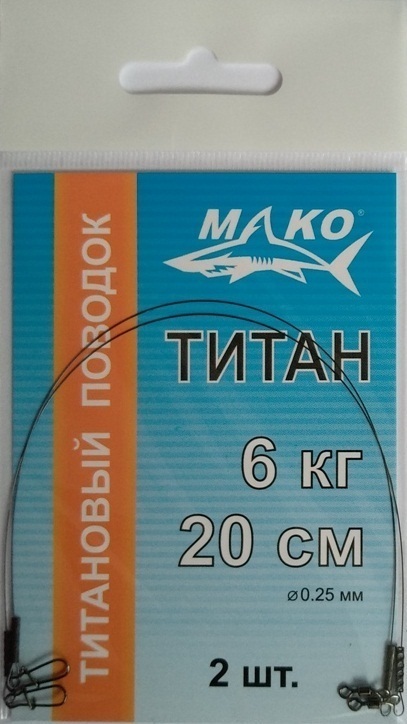 МАКО®
ТИТАНОВЫЙ ПОВОДОК
ТИТАН
6 кг
20 см
⌀0.25 мм
2 шт.